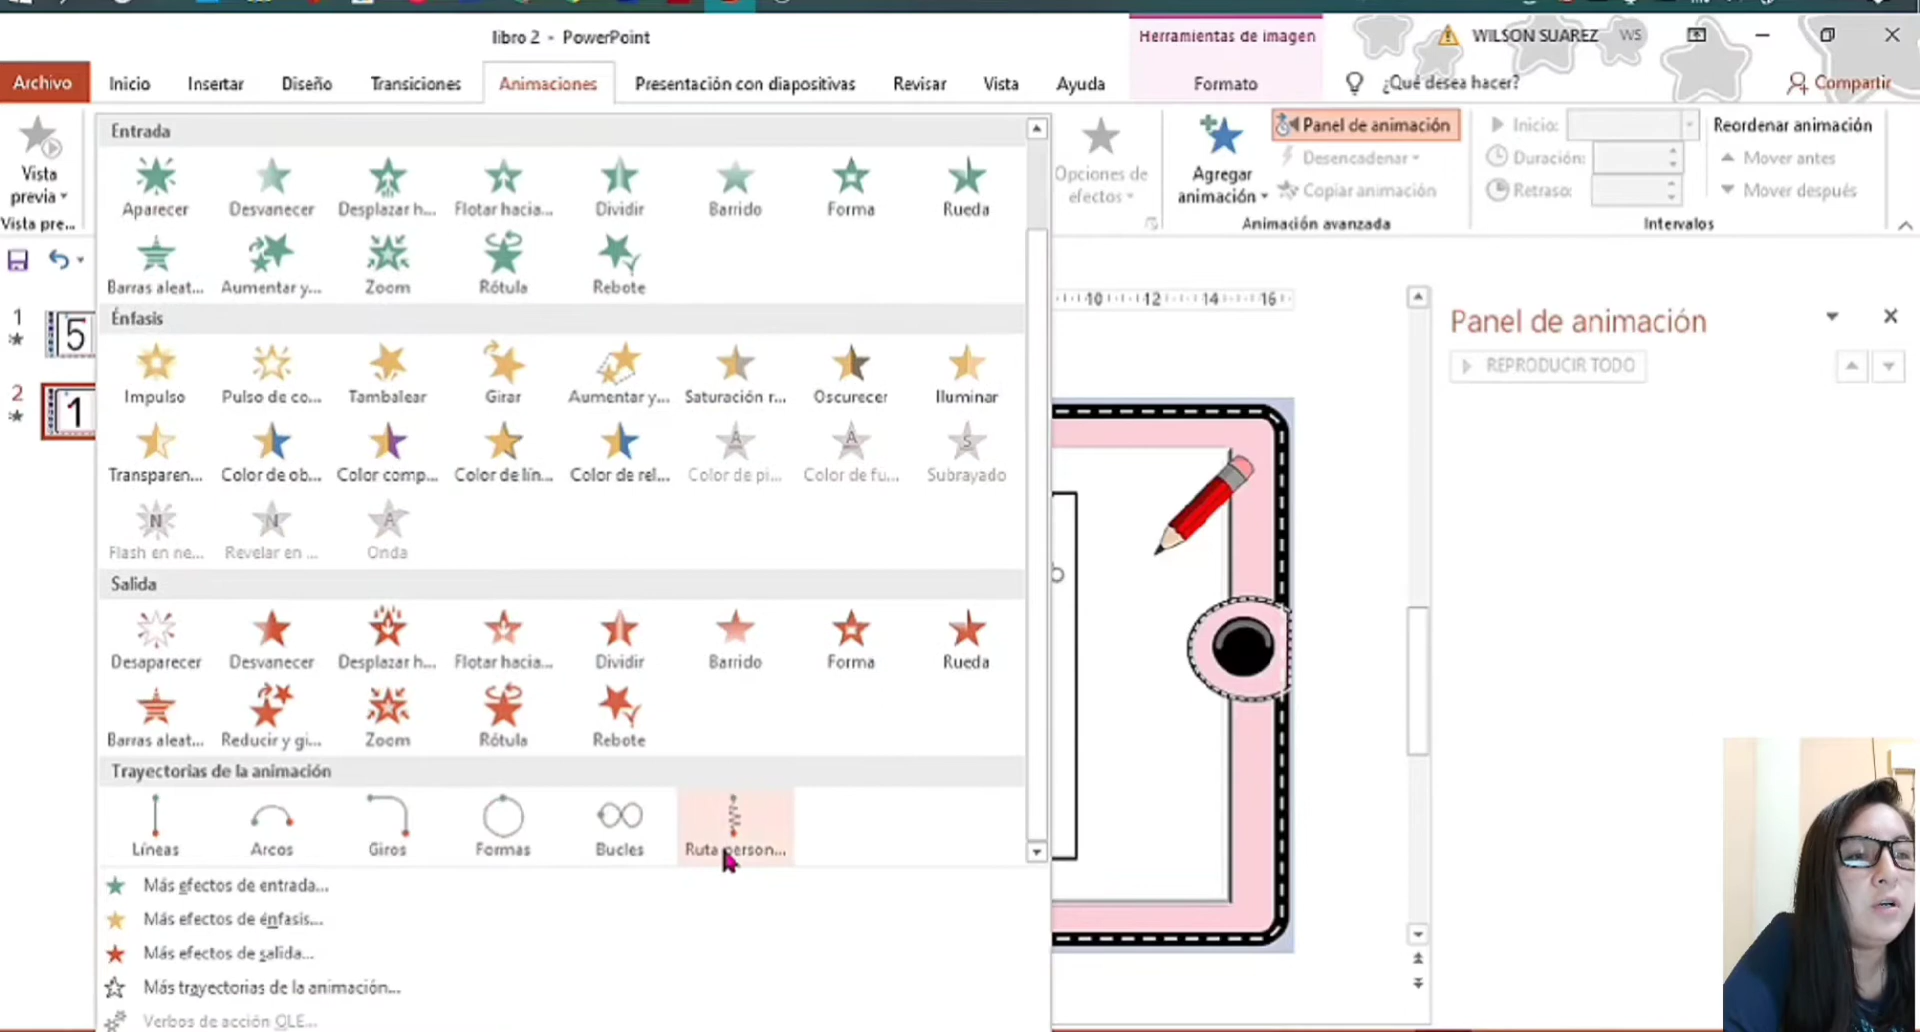 libro 2 - PowerPoint
Herramientas de imagen
WILSON SUAREZ WS
Archivo Inicio Insertar Diseño Transiciones Animaciones Presentación con diapositivas Revisar Vista Ayuda Formato ¿Qué desea hacer? Compartir
Vista previa
Vista pre...
Opciones de efectos
Agregar animación
Panel de animación
Desencadenar
Copiar animación
Animación avanzada
Inicio:
Duración:
Retraso:
Intervalos
Reordenar animación
Mover antes
Mover después
Entrada
Aparecer Desvanecer Desplazar h... Flotar hacia... Dividir Barrido Forma Rueda
Barras aleat... Aumentar y... Zoom Rótula Rebote
Énfasis
Impulso Pulso de co... Tambalear Girar Aumentar y... Saturación r... Oscurecer Iluminar
Transparen... Color de ob... Color comp... Color de lín... Color de rel... Color de pi... Color de fu... Subrayado
Flash en ne... Revelar en ... Onda
Salida
Desaparecer Desvanecer Desplazar h... Flotar hacia... Dividir Barrido Forma Rueda
Barras aleat... Reducir y gi... Zoom Rótula Rebote
Trayectorias de la animación
Líneas Arcos Giros Formas Bucles Ruta person...
Más efectos de entrada...
Más efectos de énfasis...
Más efectos de salida...
Más trayectorias de la animación...
Verbos de acción OLE...
1
5
2
1
10 12 14 16
Panel de animación
REPRODUCIR TODO